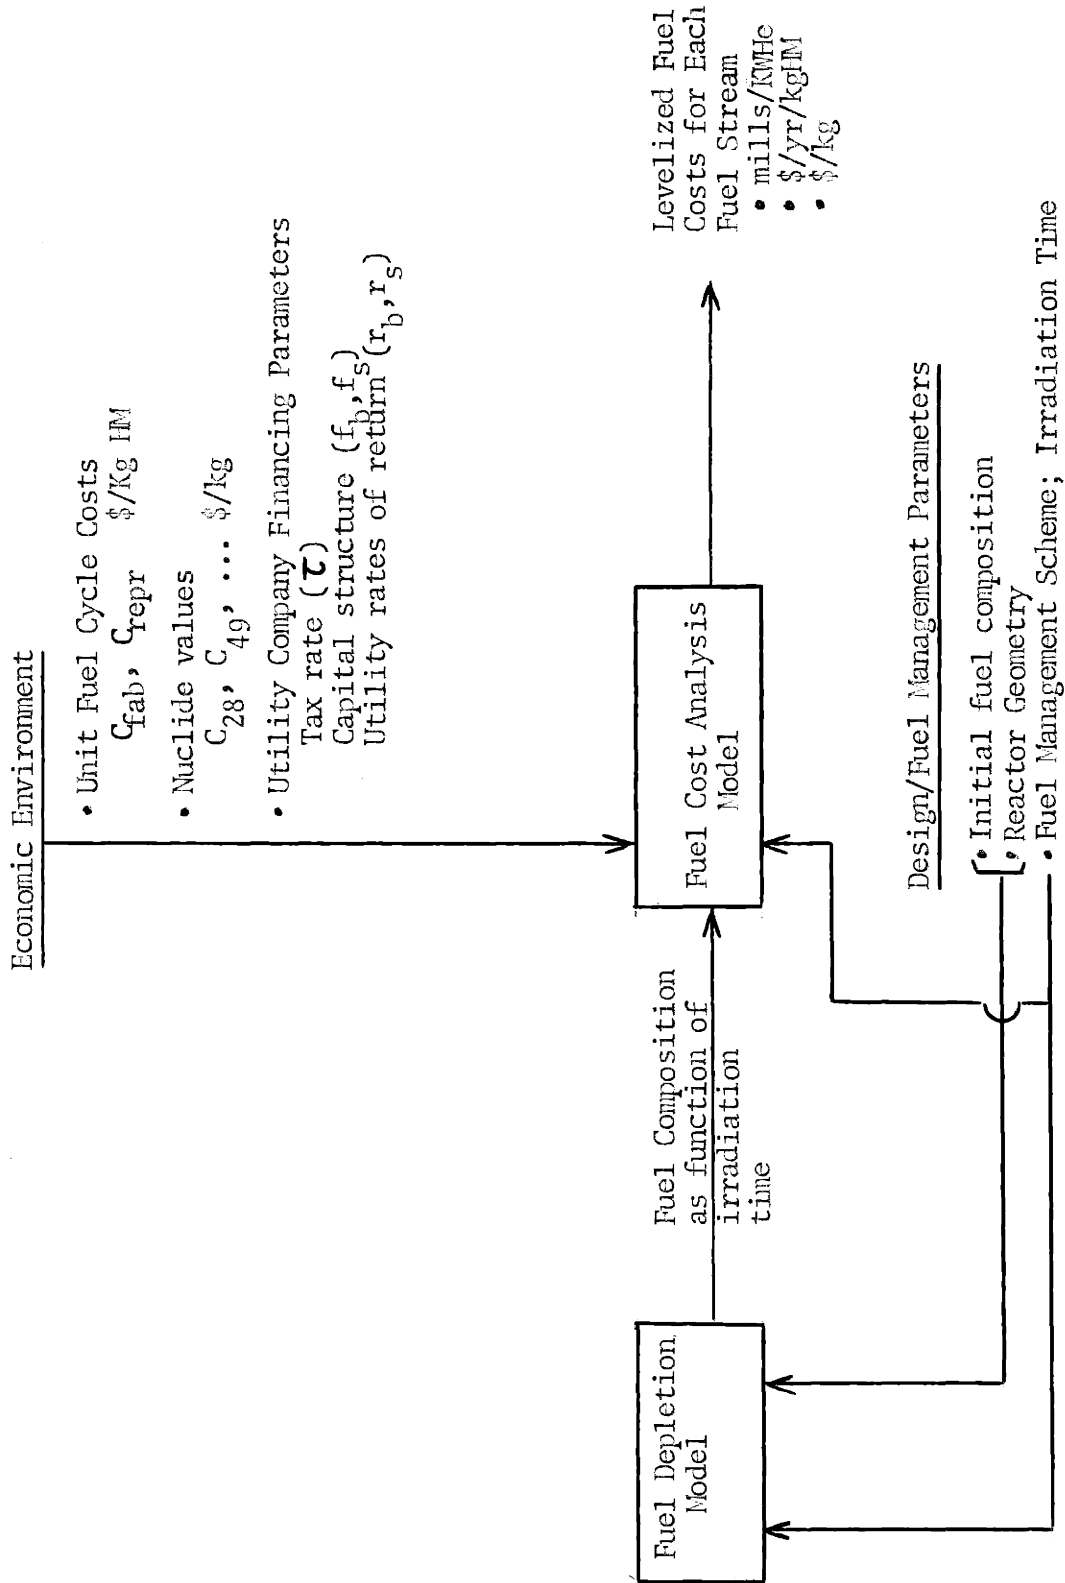 Economic Environment
• Unit Fuel Cycle Costs
C_fab, C_repr $/Kg HM
• Nuclide values
C_28, C_49, ... $/kg
• Utility Company Financing Parameters
Tax rate (τ)
Capital structure (f_b,f_s)
Utility rates of return (r_b,r_s)
Fuel Depletion
Model
Fuel Composition
as function of
irradiation
time
Fuel Cost Analysis
Model
Levelized Fuel
Costs for Each
Fuel Stream
• mills/KWHe
• $/yr/kgHM
• $/kg
Design/Fuel Management Parameters
• Initial fuel composition
• Reactor Geometry
• Fuel Management Scheme; Irradiation Time